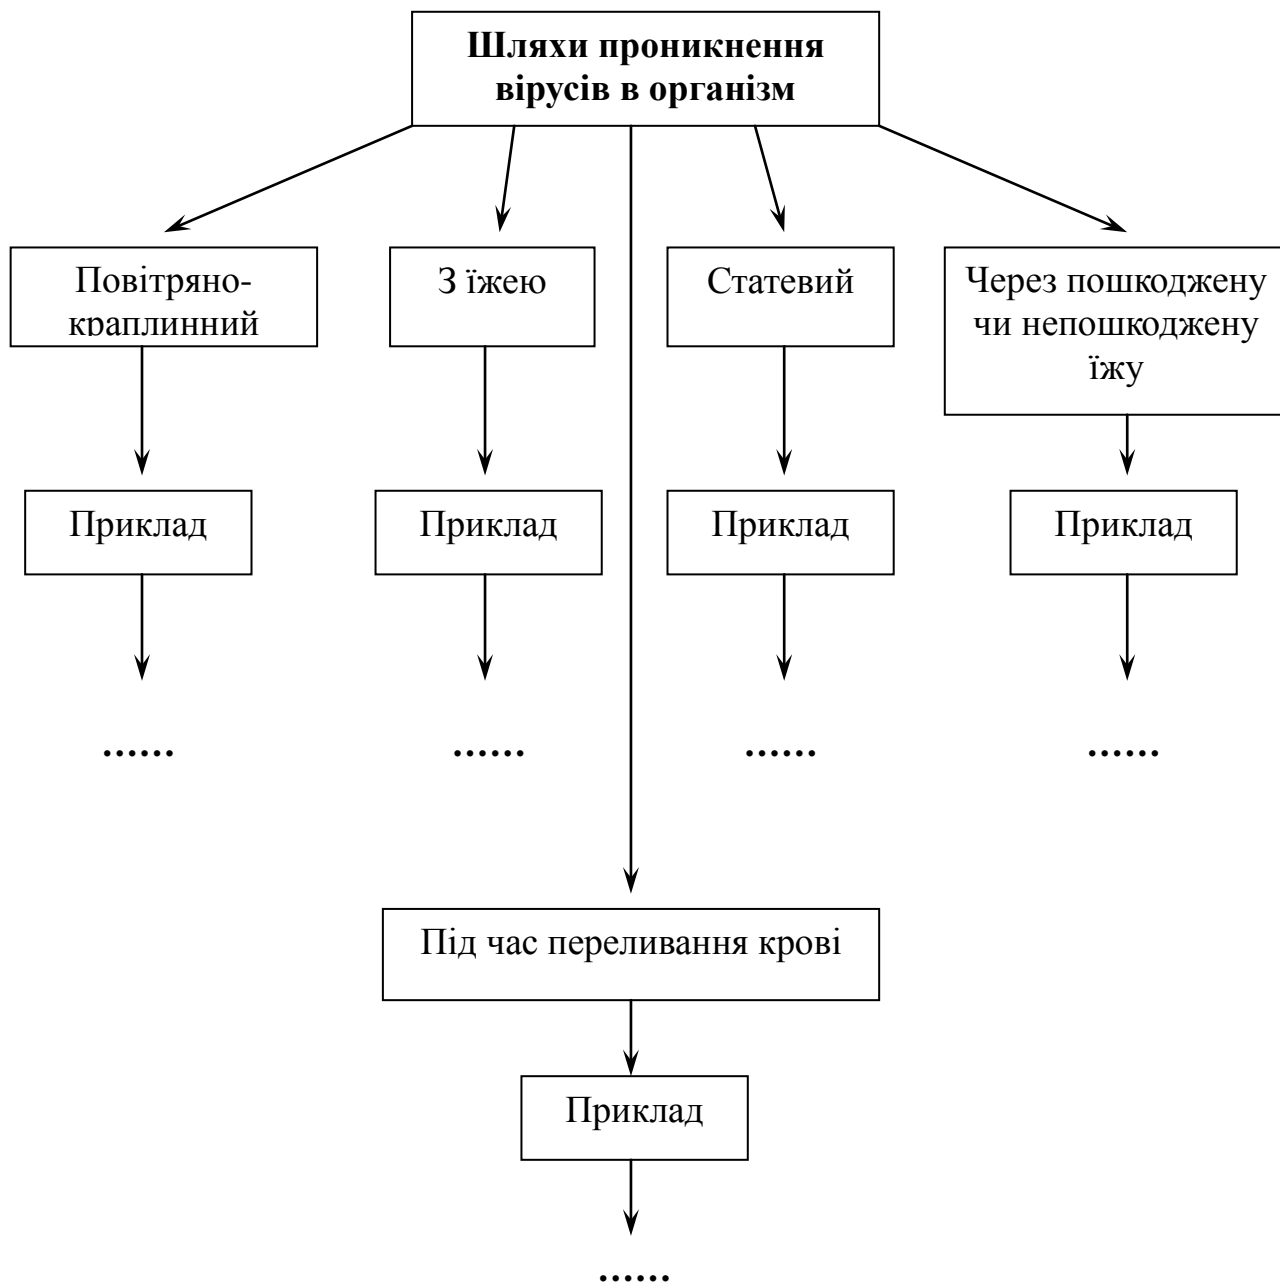 Шляхи проникнення
вірусів в організм
Повітряно-
краплинний
З їжею
Статевий
Через пошкоджену
чи непошкоджену
їжу
Приклад
Приклад
Приклад
Приклад
......
......
......
......
Під час переливання крові
Приклад
......